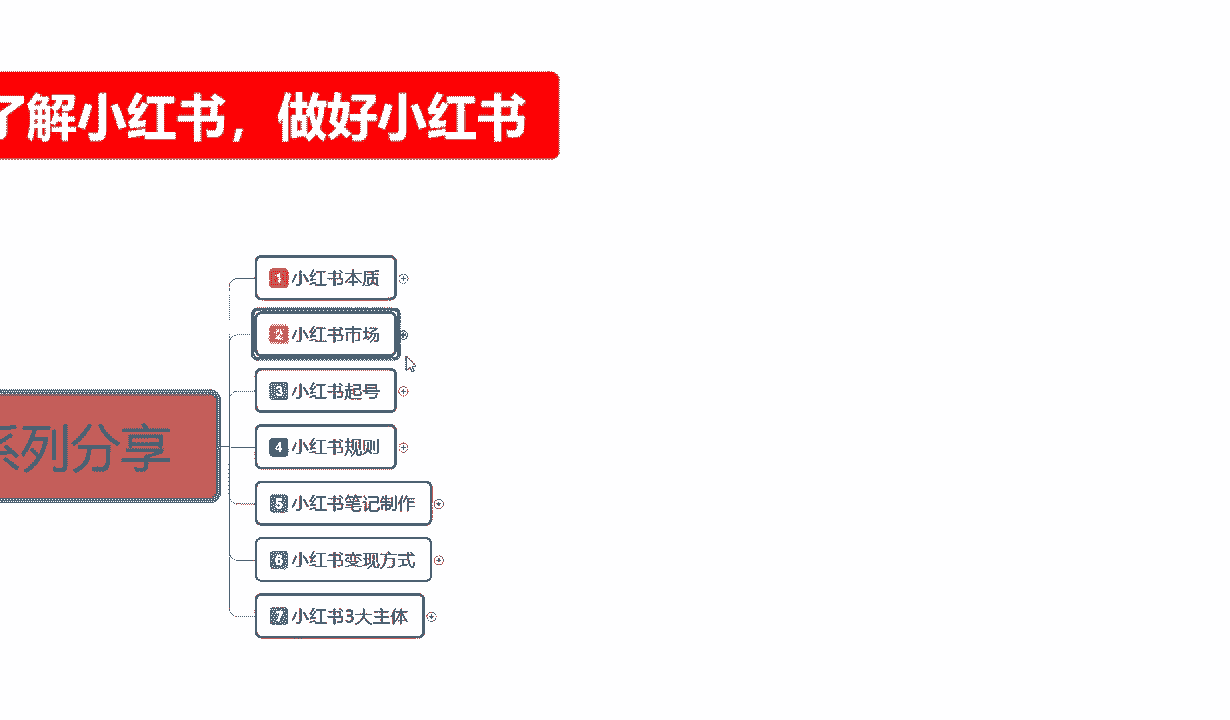 了解小红书，做好小红书
1 小红书本质
2 小红书市场
3 小红书起号
4 小红书规则
系列分享
5 小红书笔记制作
6 小红书变现方式
7 小红书3大主体